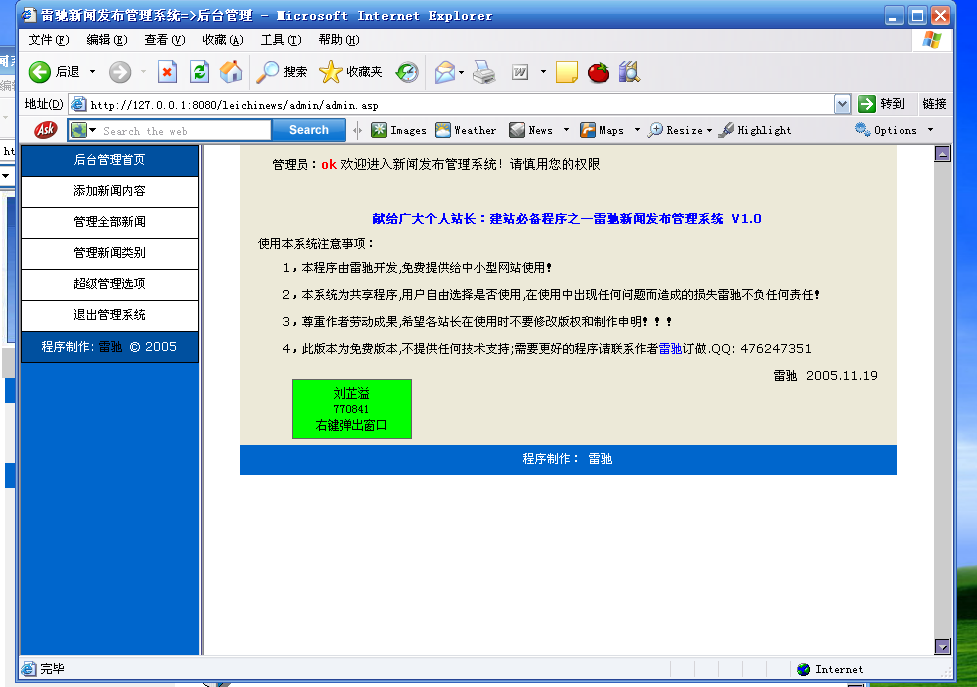 雷驰新闻发布管理系统=>后台管理 - Microsoft Internet Explorer
文件(F) 编辑(E) 查看(V) 收藏(A) 工具(T) 帮助(H)
后退 搜索 收藏夹
地址(D) http://127.0.0.1:8080/leichinews/admin/admin.asp 转到 链接
Ask Search the web Search Images Weather News Maps Resize Highlight Options
后台管理首页
添加新闻内容
管理全部新闻
管理新闻类别
超级管理选项
退出管理系统
程序制作: 雷驰 © 2005
管理员：ok 欢迎进入新闻发布管理系统！请慎用您的权限
献给广大个人站长：建站必备程序之一雷驰新闻发布管理系统 V1.0
使用本系统注意事项：
1，本程序由雷驰开发,免费提供给中小型网站使用!
2，本系统为共享程序,用户自由选择是否使用,在使用中出现任何问题而造成的损失雷驰不负任何责任!
3，尊重作者劳动成果,希望各站长在使用时不要修改版权和制作申明!!!
4，此版本为免费版本,不提供任何技术支持;需要更好的程序请联系作者雷驰订做.QQ: 476247351
雷驰 2005.11.19
刘芷溢
770841
右键弹出窗口
程序制作： 雷驰
完毕 Internet